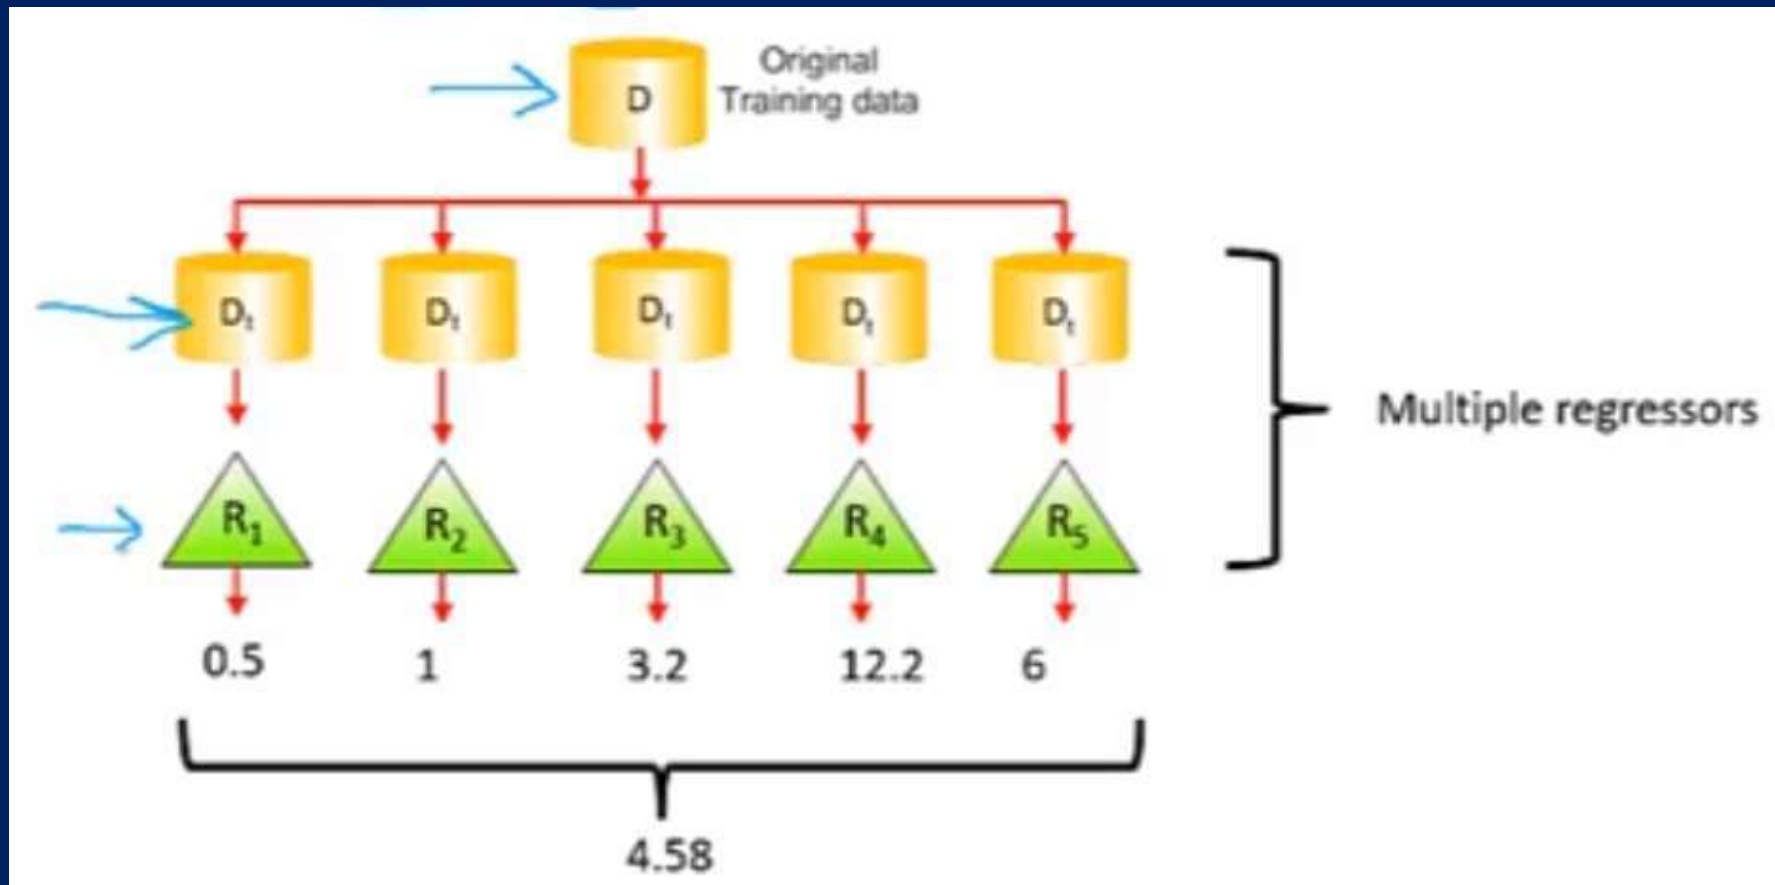 Original
D Training data
Dt Dt Dt Dt Dt
Multiple regressors
R1 R2 R3 R4 R5
0.5 1 3.2 12.2 6
4.58